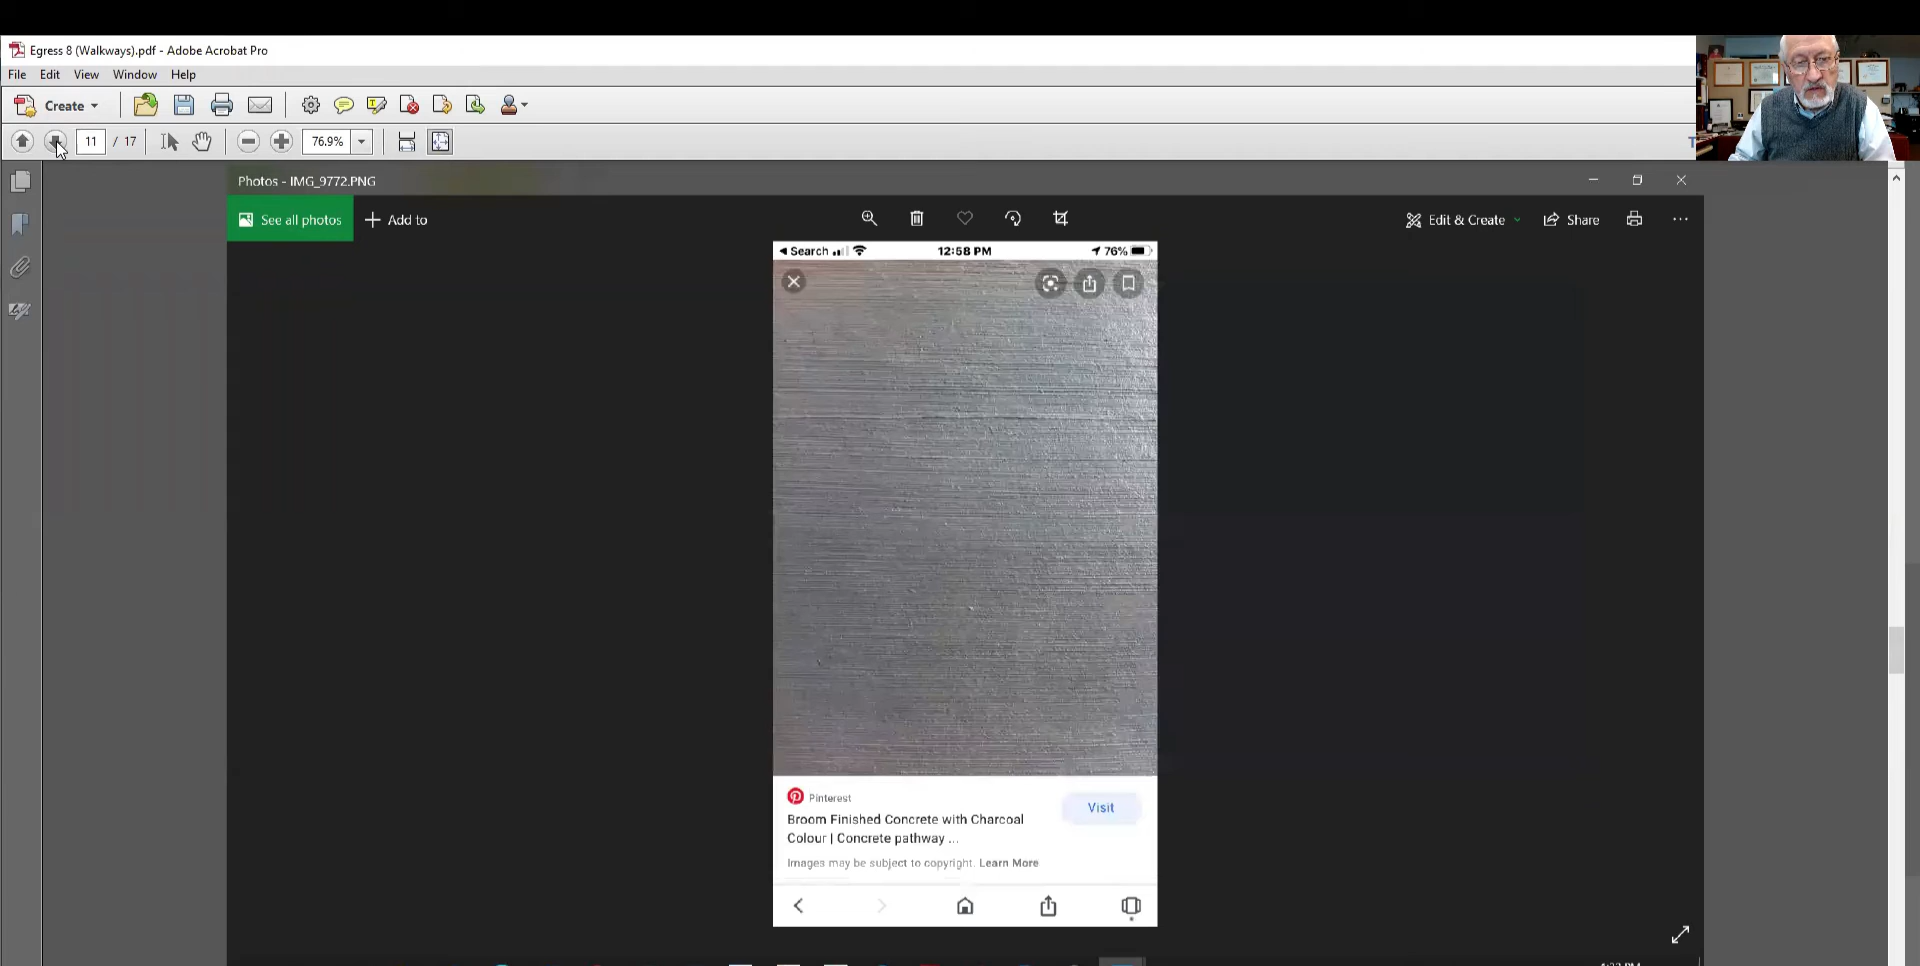 Egress 8 (Walkways).pdf - Adobe Acrobat Pro
File Edit View Window Help
Create
11 / 17 76.9%
Photos - IMG_9772.PNG
See all photos Add to Edit & Create Share
Search 12:58 PM 76%
Pinterest
Broom Finished Concrete with Charcoal
Colour | Concrete pathway ...
Visit
Images may be subject to copyright. Learn More